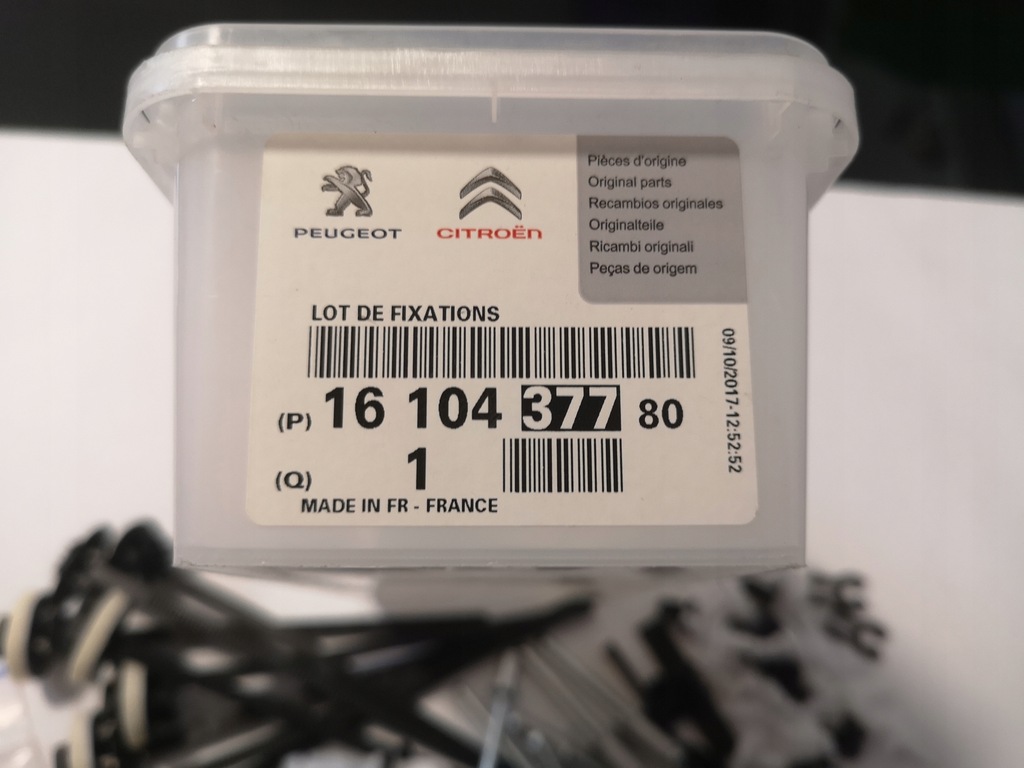 PEUGEOT
CITROËN
Pièces d'origine
Original parts
Recambios originales
Originalteile
Ricambi originali
Peças de origem
LOT DE FIXATIONS
(P) 16 104 377 80
(Q) 1
MADE IN FR - FRANCE
09/10/2017-12:52:52